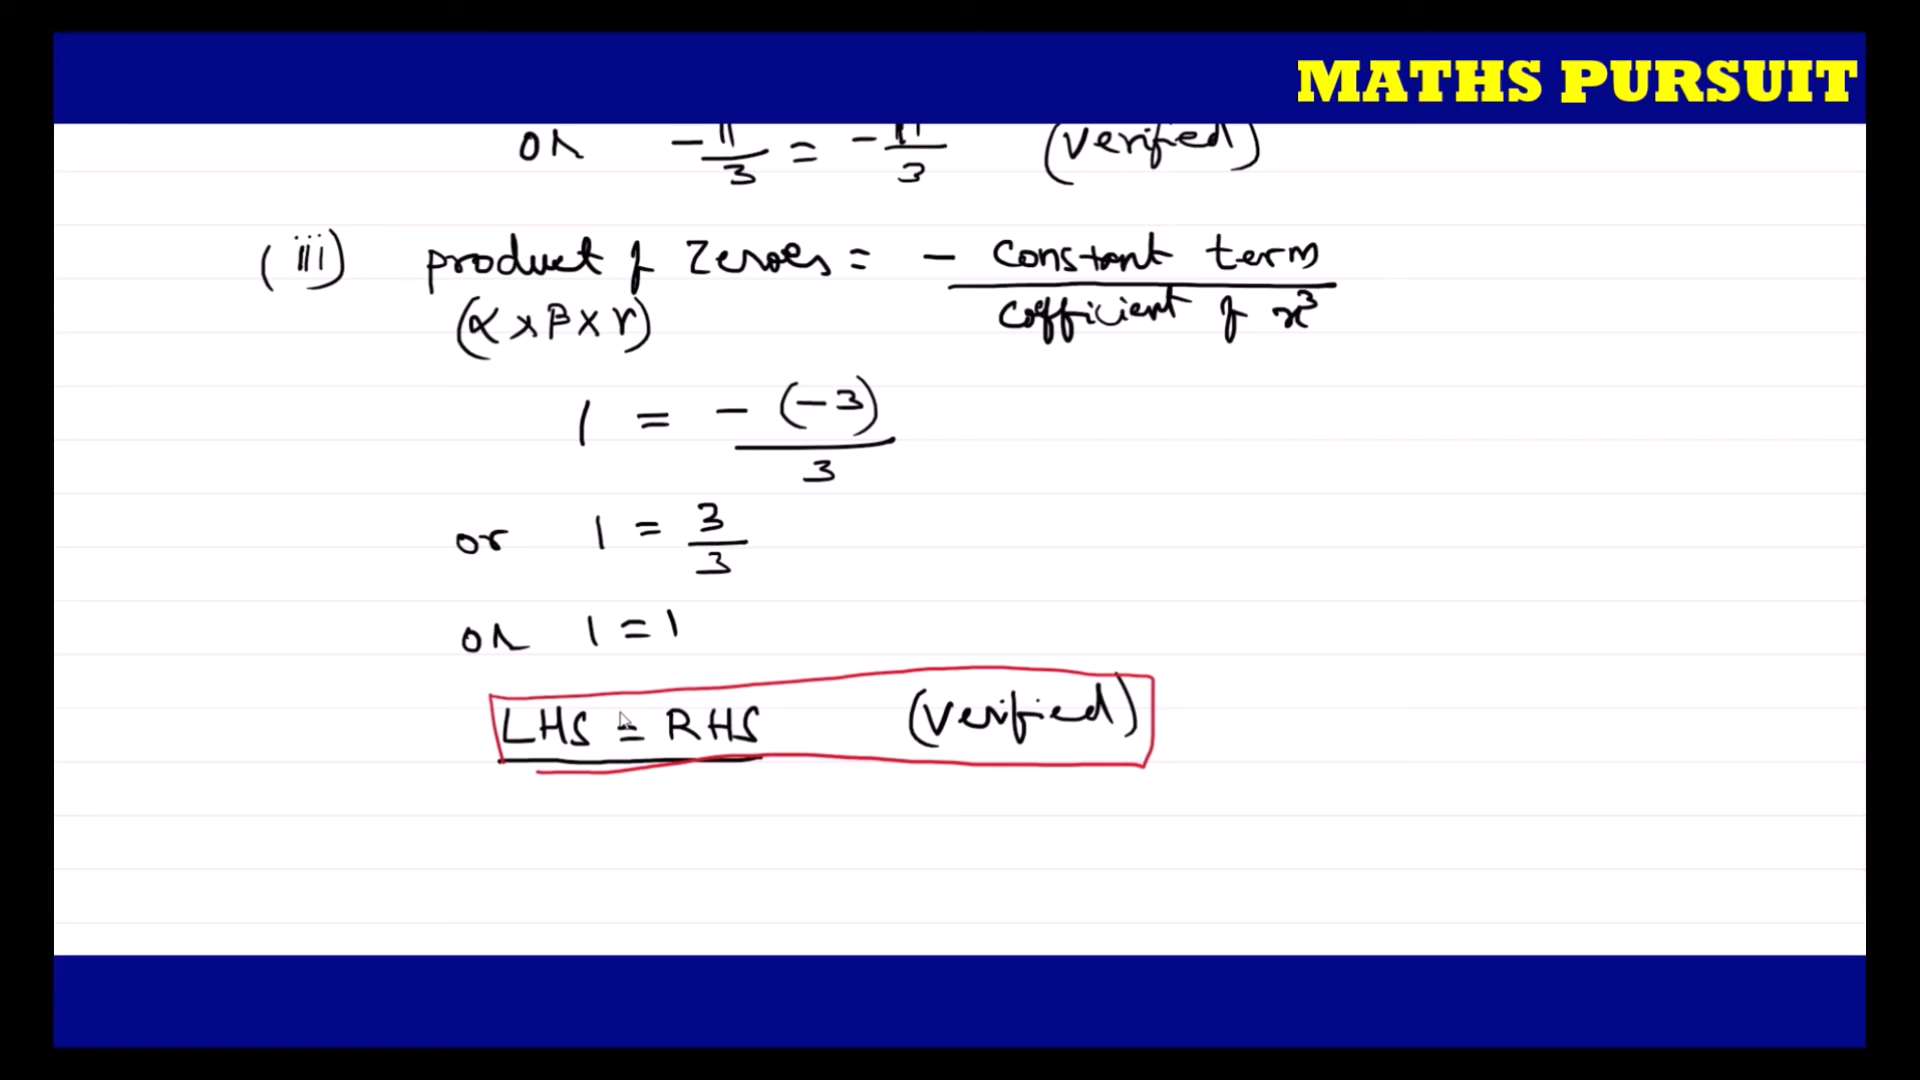 MATHS PURSUIT
or -11/3 = -11/3 (verified)
(iii) product of Zeroes = - constant term / coefficient of x³
(α × β × γ)
1 = - (-3) / 3
or 1 = 3/3
or 1 = 1
LHS = RHS (verified)